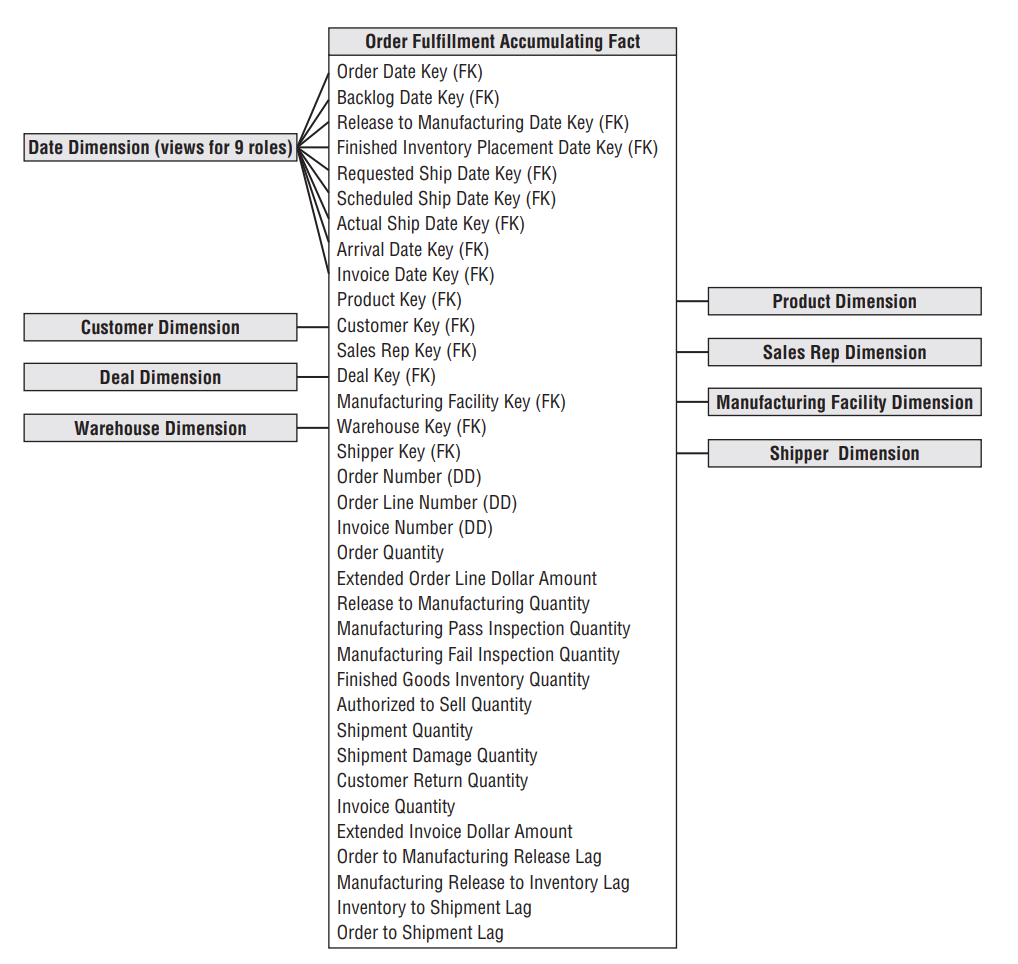 Order Fulfillment Accumulating Fact
Order Date Key (FK)
Backlog Date Key (FK)
Release to Manufacturing Date Key (FK)
Date Dimension (views for 9 roles)
Finished Inventory Placement Date Key (FK)
Requested Ship Date Key (FK)
Scheduled Ship Date Key (FK)
Actual Ship Date Key (FK)
Arrival Date Key (FK)
Invoice Date Key (FK)
Product Key (FK)
Product Dimension
Customer Dimension
Customer Key (FK)
Sales Rep Key (FK)
Sales Rep Dimension
Deal Dimension
Deal Key (FK)
Manufacturing Facility Key (FK)
Manufacturing Facility Dimension
Warehouse Dimension
Warehouse Key (FK)
Shipper Key (FK)
Shipper Dimension
Order Number (DD)
Order Line Number (DD)
Invoice Number (DD)
Order Quantity
Extended Order Line Dollar Amount
Release to Manufacturing Quantity
Manufacturing Pass Inspection Quantity
Manufacturing Fail Inspection Quantity
Finished Goods Inventory Quantity
Authorized to Sell Quantity
Shipment Quantity
Shipment Damage Quantity
Customer Return Quantity
Invoice Quantity
Extended Invoice Dollar Amount
Order to Manufacturing Release Lag
Manufacturing Release to Inventory Lag
Inventory to Shipment Lag
Order to Shipment Lag